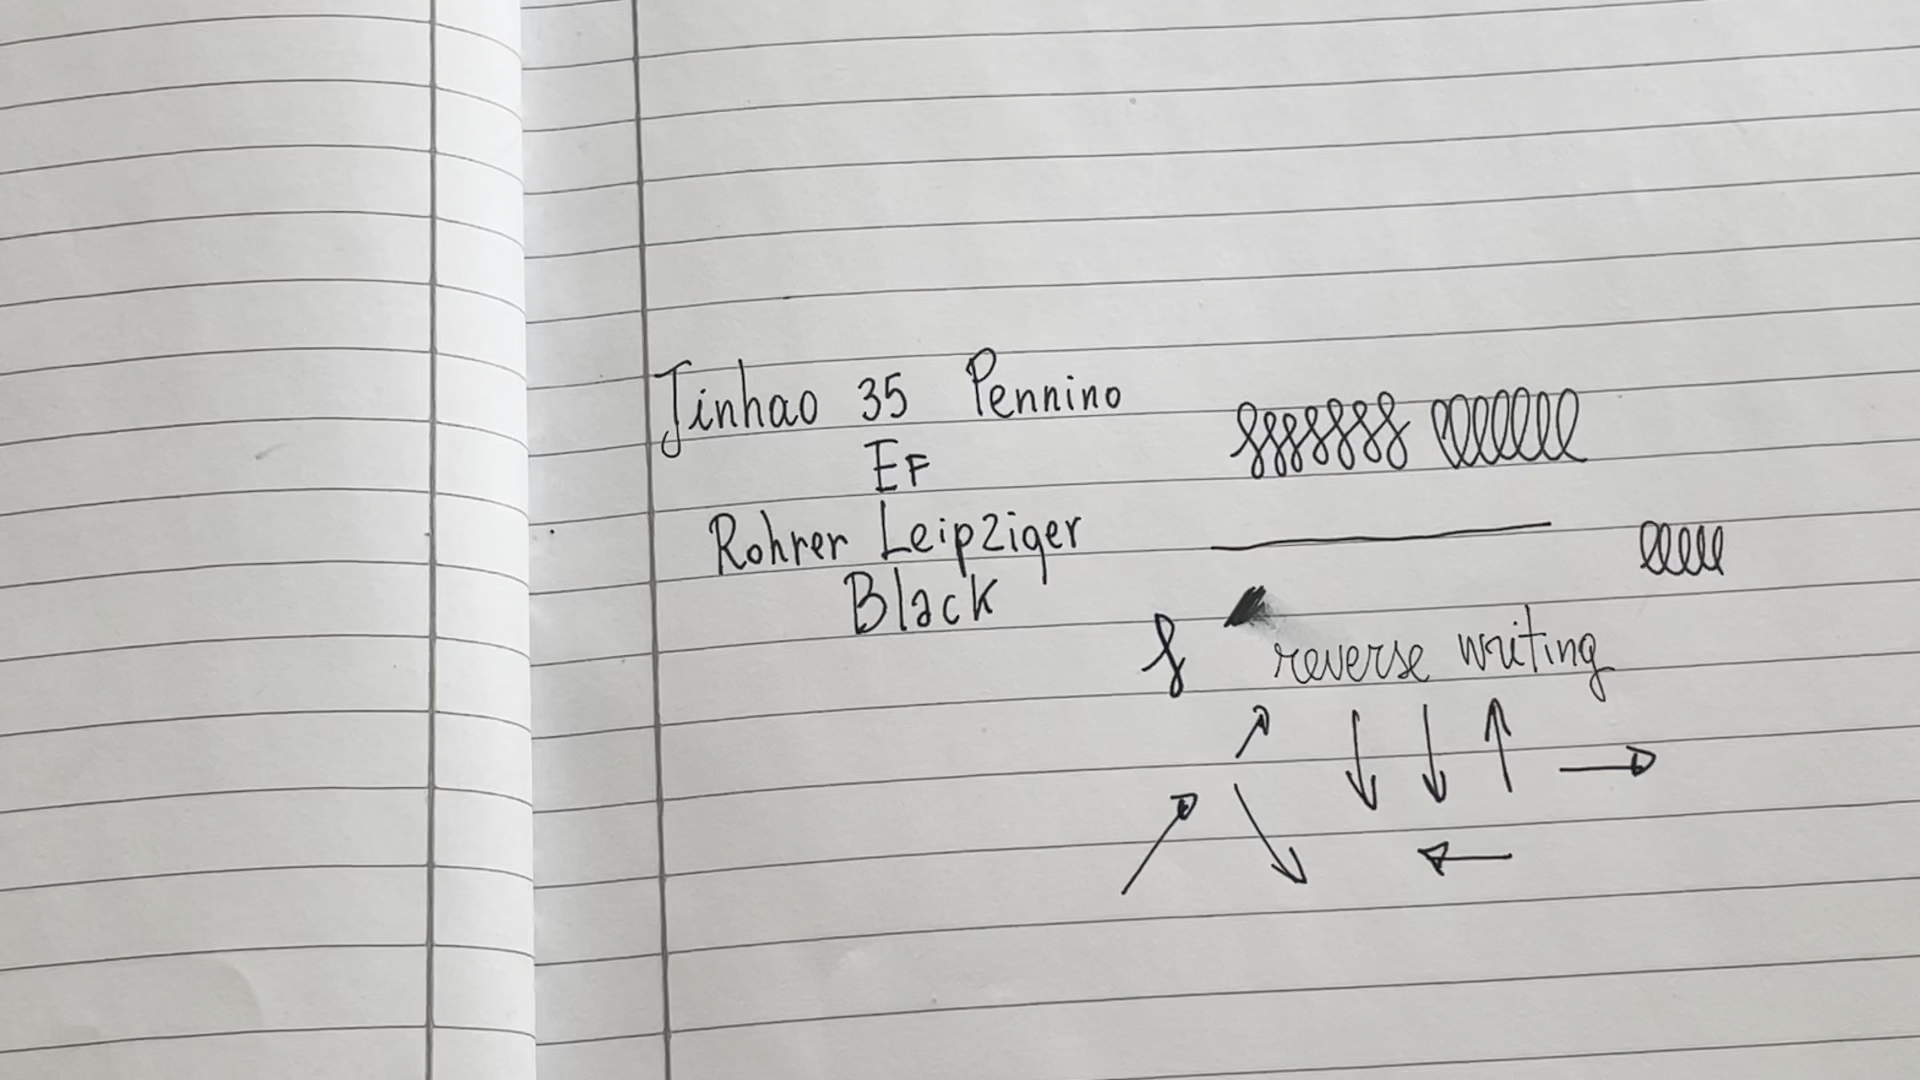 Jinhao 35 Pennino
EF
Rohrer Leipziger
Black
reverse writing